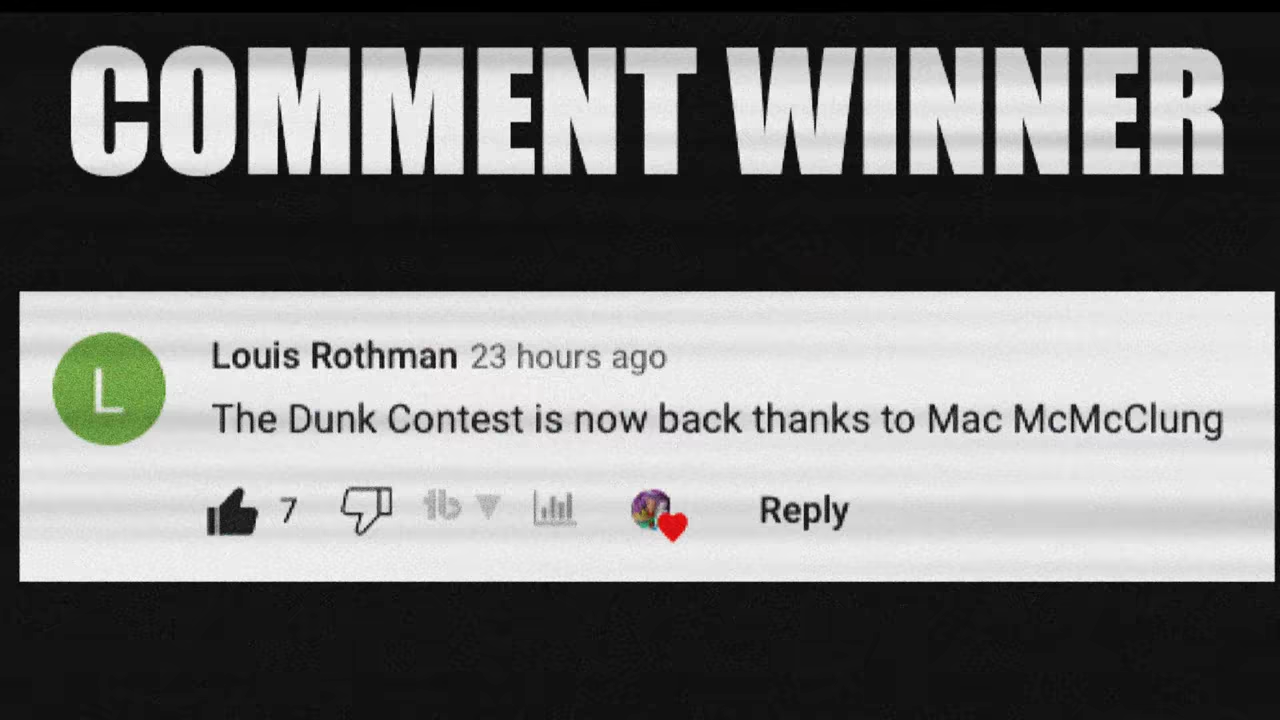 COMMENT WINNER
L
Louis Rothman 23 hours ago
The Dunk Contest is now back thanks to Mac McMcClung
7 tb Reply